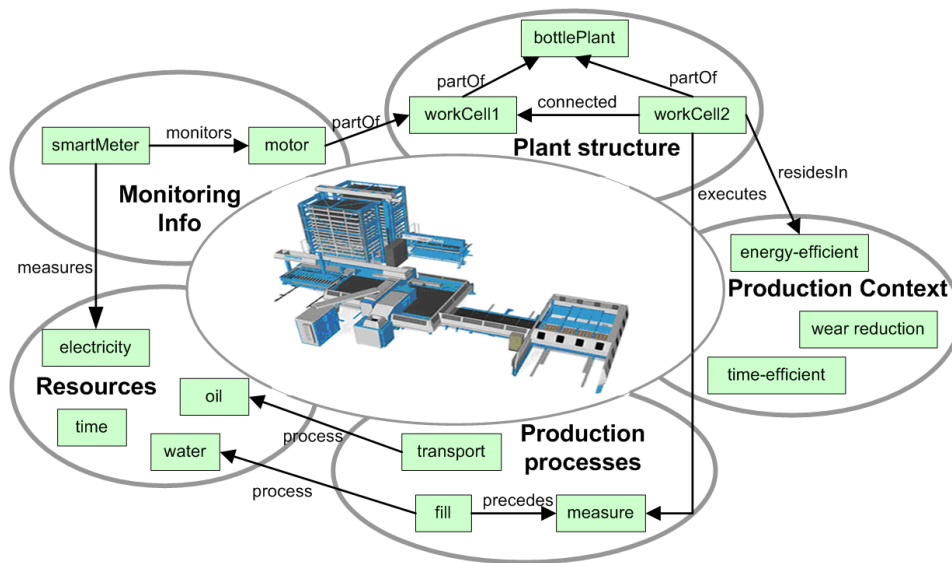 bottlePlant
partOf
partOf
workCell1
connected
workCell2
Plant structure
smartMeter
monitors
motor
partOf
Monitoring
Info
executes
residesIn
measures
energy-efficient
Production Context
wear reduction
time-efficient
electricity
Resources
oil
time
water
process
process
transport
Production
processes
fill
precedes
measure